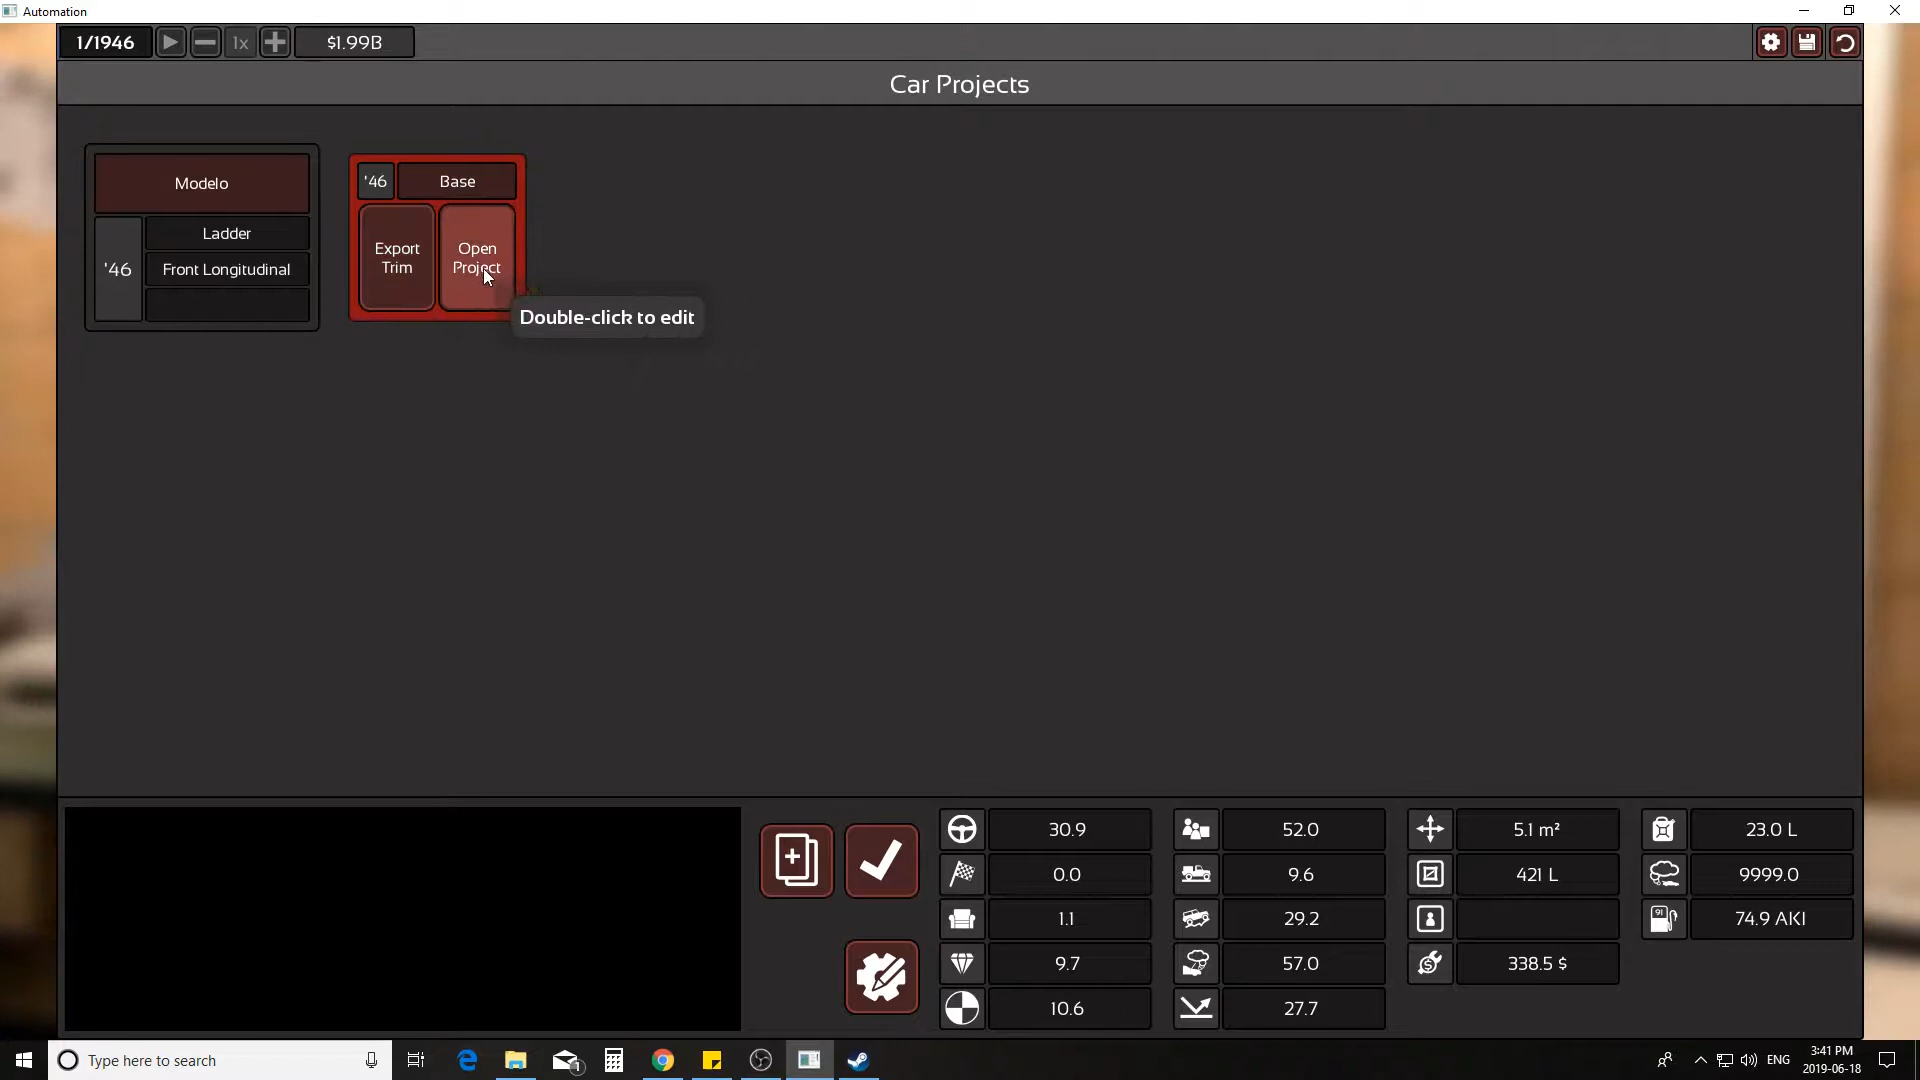 Automation
1/1946
1x
$1.99B
Car Projects
Modelo
'46
Ladder
Front Longitudinal
'46
Base
Export
Trim
Open
Project
Double-click to edit
30.9
0.0
1.1
9.7
10.6
52.0
9.6
29.2
57.0
27.7
5.1 m²
421 L
338.5 $
23.0 L
9999.0
91
74.9 AKI
Type here to search
1
ENG
3:41 PM
2019-06-18